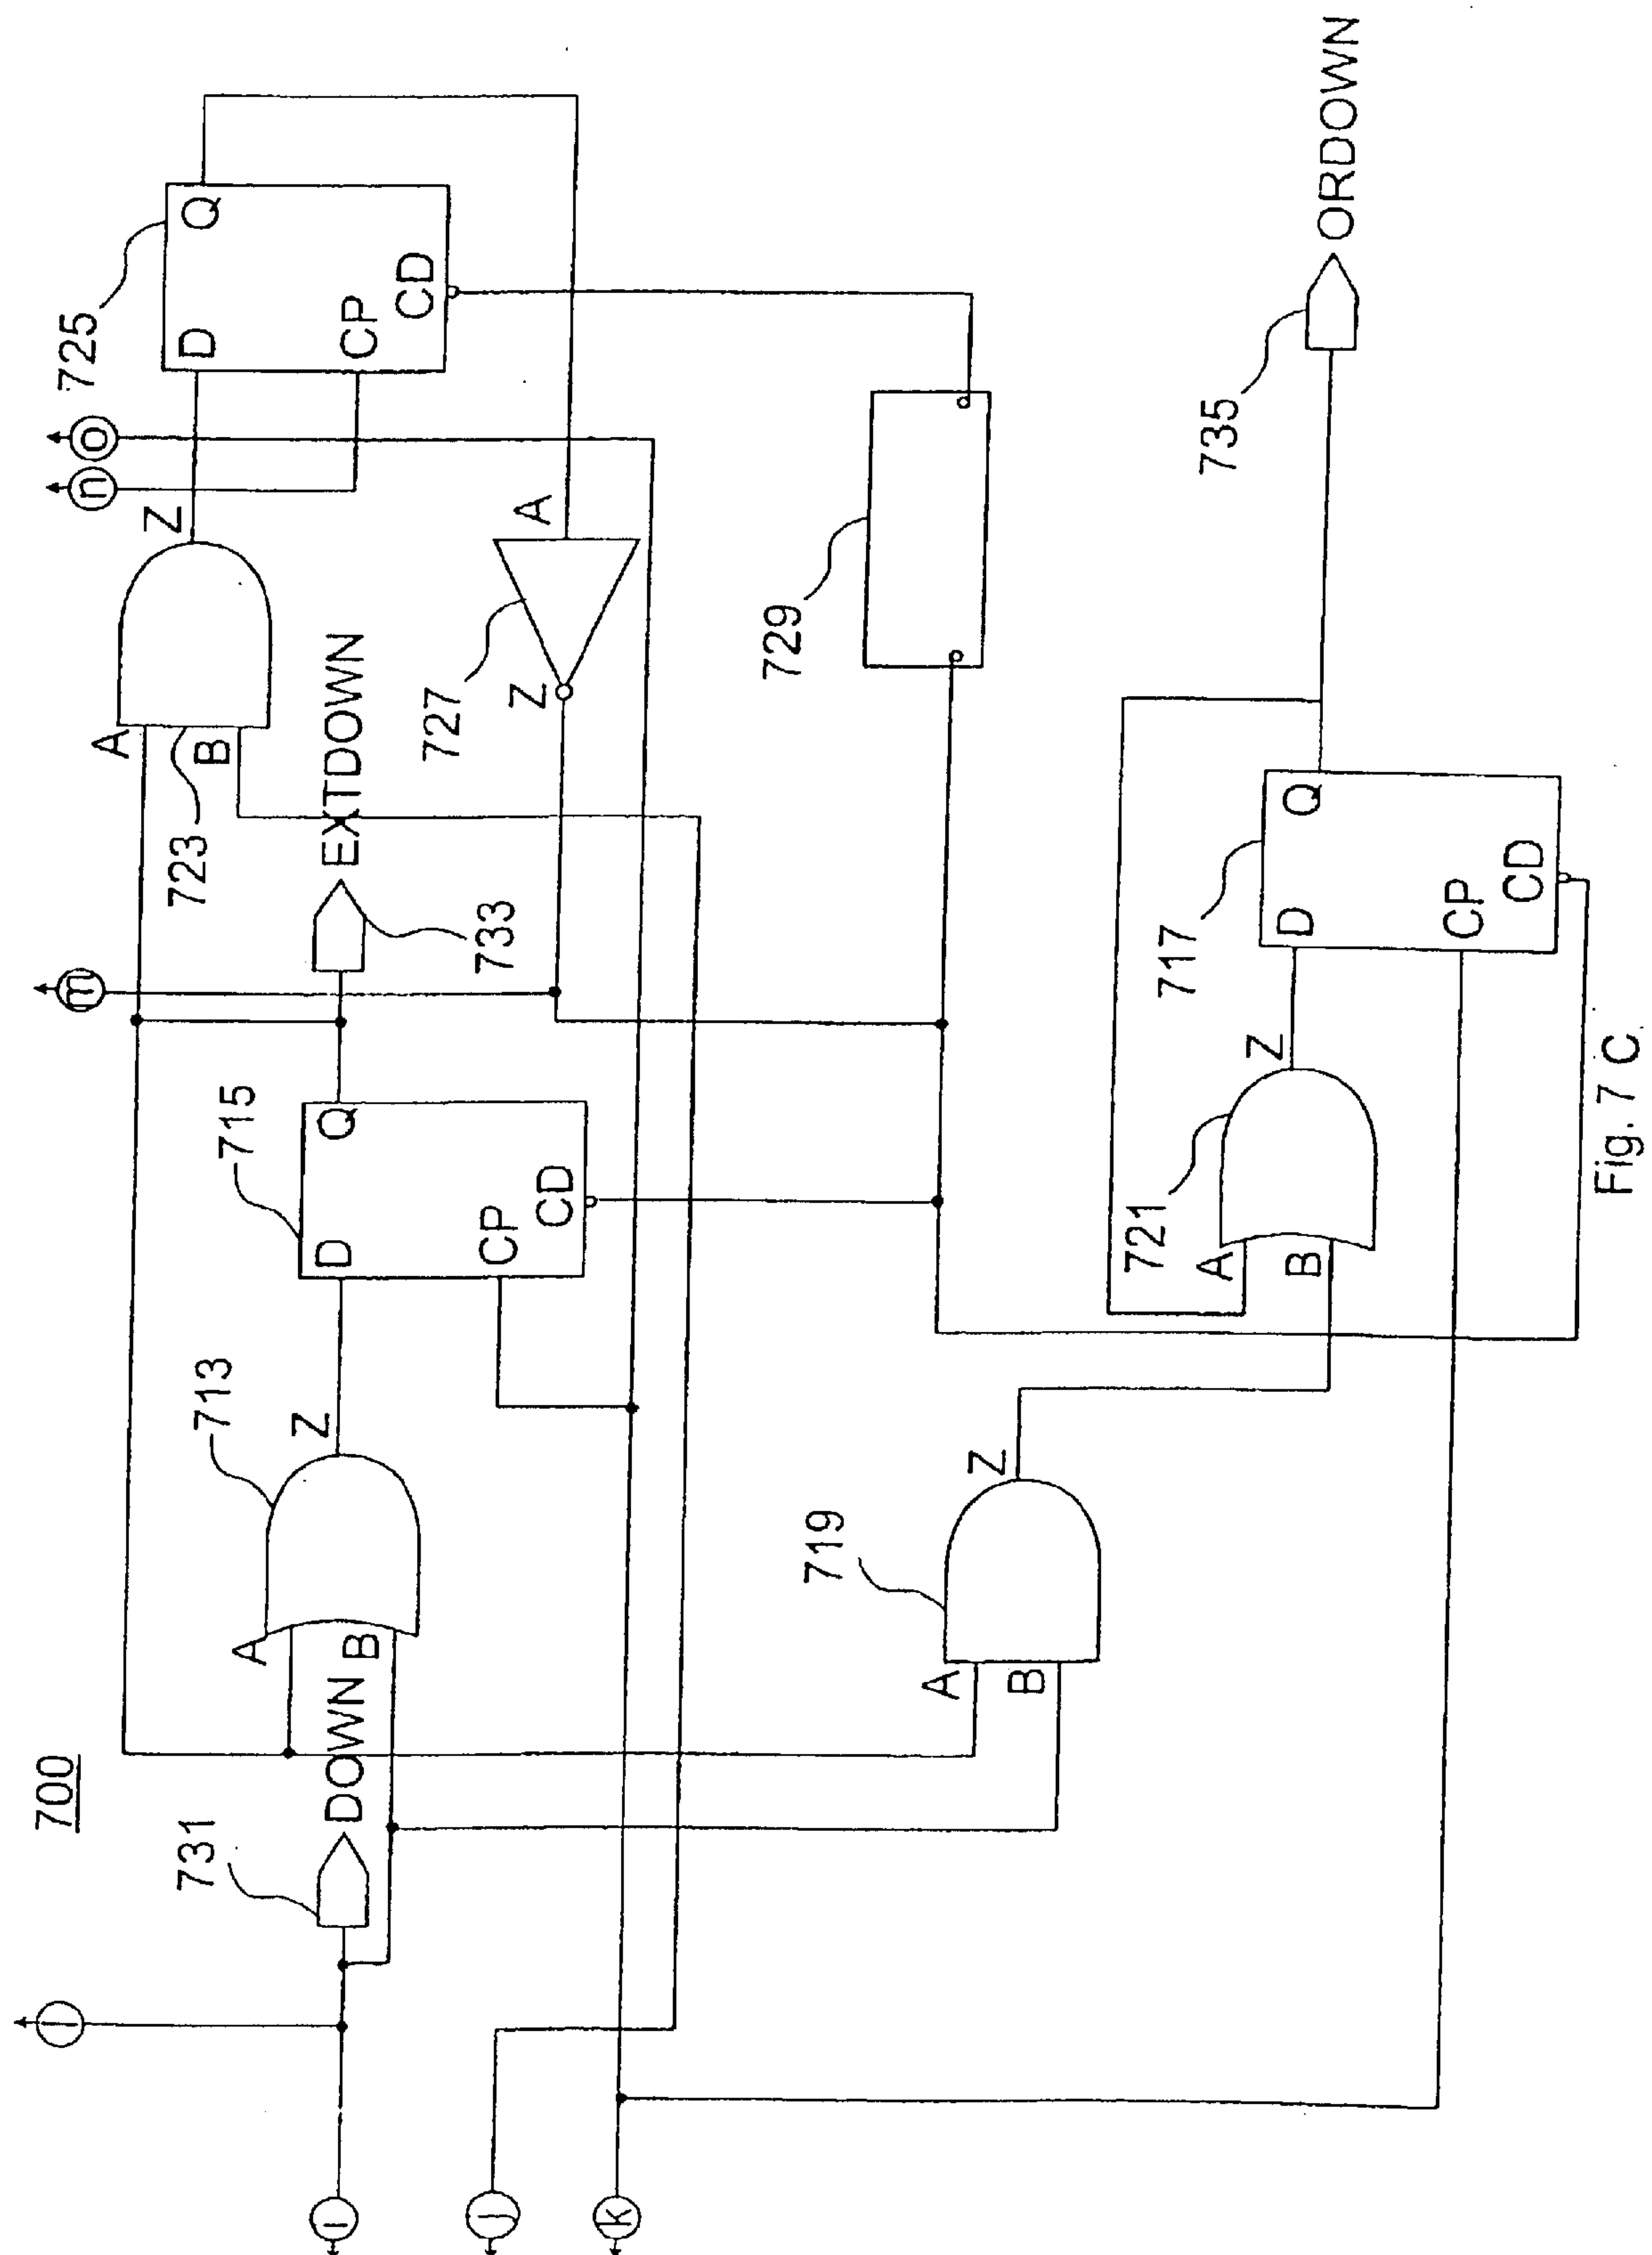 700
l
m
n
o
725
A
Z
723
B
D
Q
731
713
715
A
Z
i
DOWN
B
D
Q
EXTDOWN
CP
CD
727
733
j
CP
Z
A
CD
k
729
719
A
Z
B
721
717
735
A
Z
B
D
Q
ORDOWN
CP
CD
Fig. 7 C